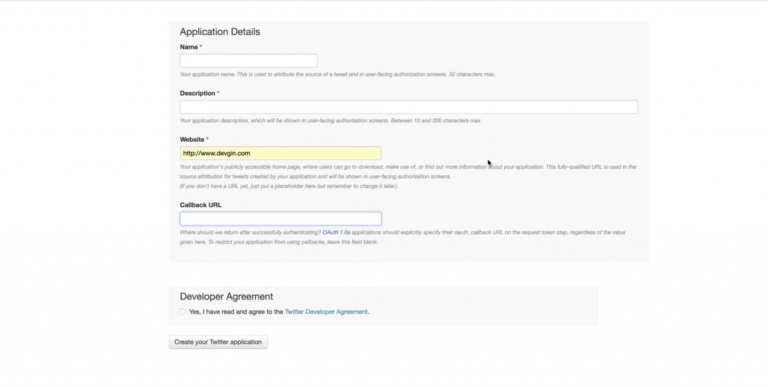 Application Details
Name *
Your application name. This is used to attribute the source of a tweet and in user-facing authorization screens. 32 characters max.
Description *
Your application description, which will be shown in user-facing authorization screens. Between 10 and 200 characters max.
Website *
http://www.devgin.com
Your application's publicly accessible home page, where users can go to download, make use of, or find out more information about your application. This fully-qualified URL is used in the
source attribution for tweets created by your application and will be shown in user-facing authorization screens.
(If you don't have a URL yet, just put a placeholder here but remember to change it later.)
Callback URL
Where should we return after successfully authenticating? OAuth 1.0a applications should explicitly specify their oauth_callback URL on the request token step, regardless of the value
given here. To restrict your application from using callbacks, leave this field blank.
Developer Agreement
Yes, I have read and agree to the Twitter Developer Agreement.
Create your Twitter application